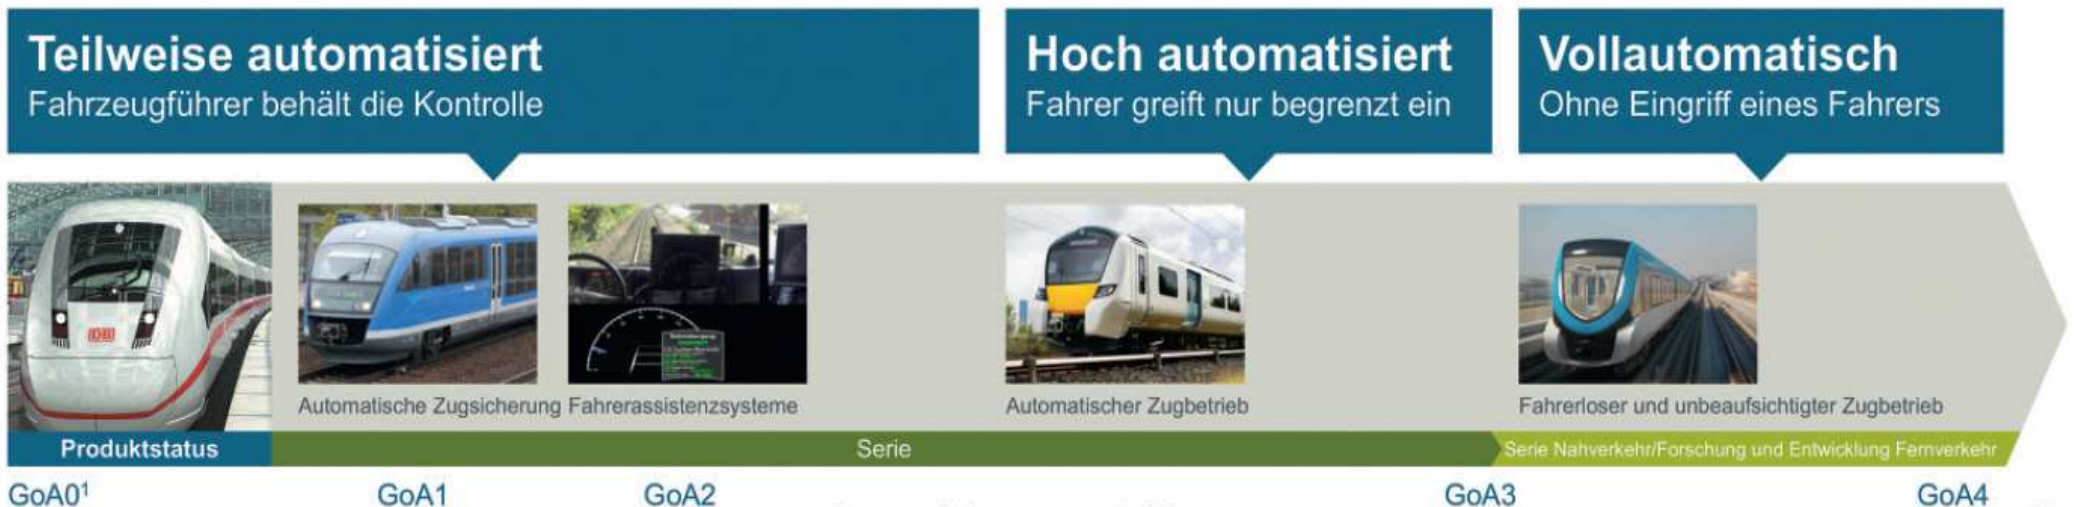 Teilweise automatisiert
Fahrzeugführer behält die Kontrolle
Hoch automatisiert
Fahrer greift nur begrenzt ein
Vollautomatisch
Ohne Eingriff eines Fahrers
DB
Automatische Zugsicherung
Fahrerassistenzsysteme
Automatischer Zugbetrieb
Fahrerloser und unbeaufsichtigter Zugbetrieb
Produktstatus
Serie
Serie Nahverkehr/Forschung und Entwicklung Fernverkehr
GoA0¹
GoA1
GoA2
GoA3
GoA4